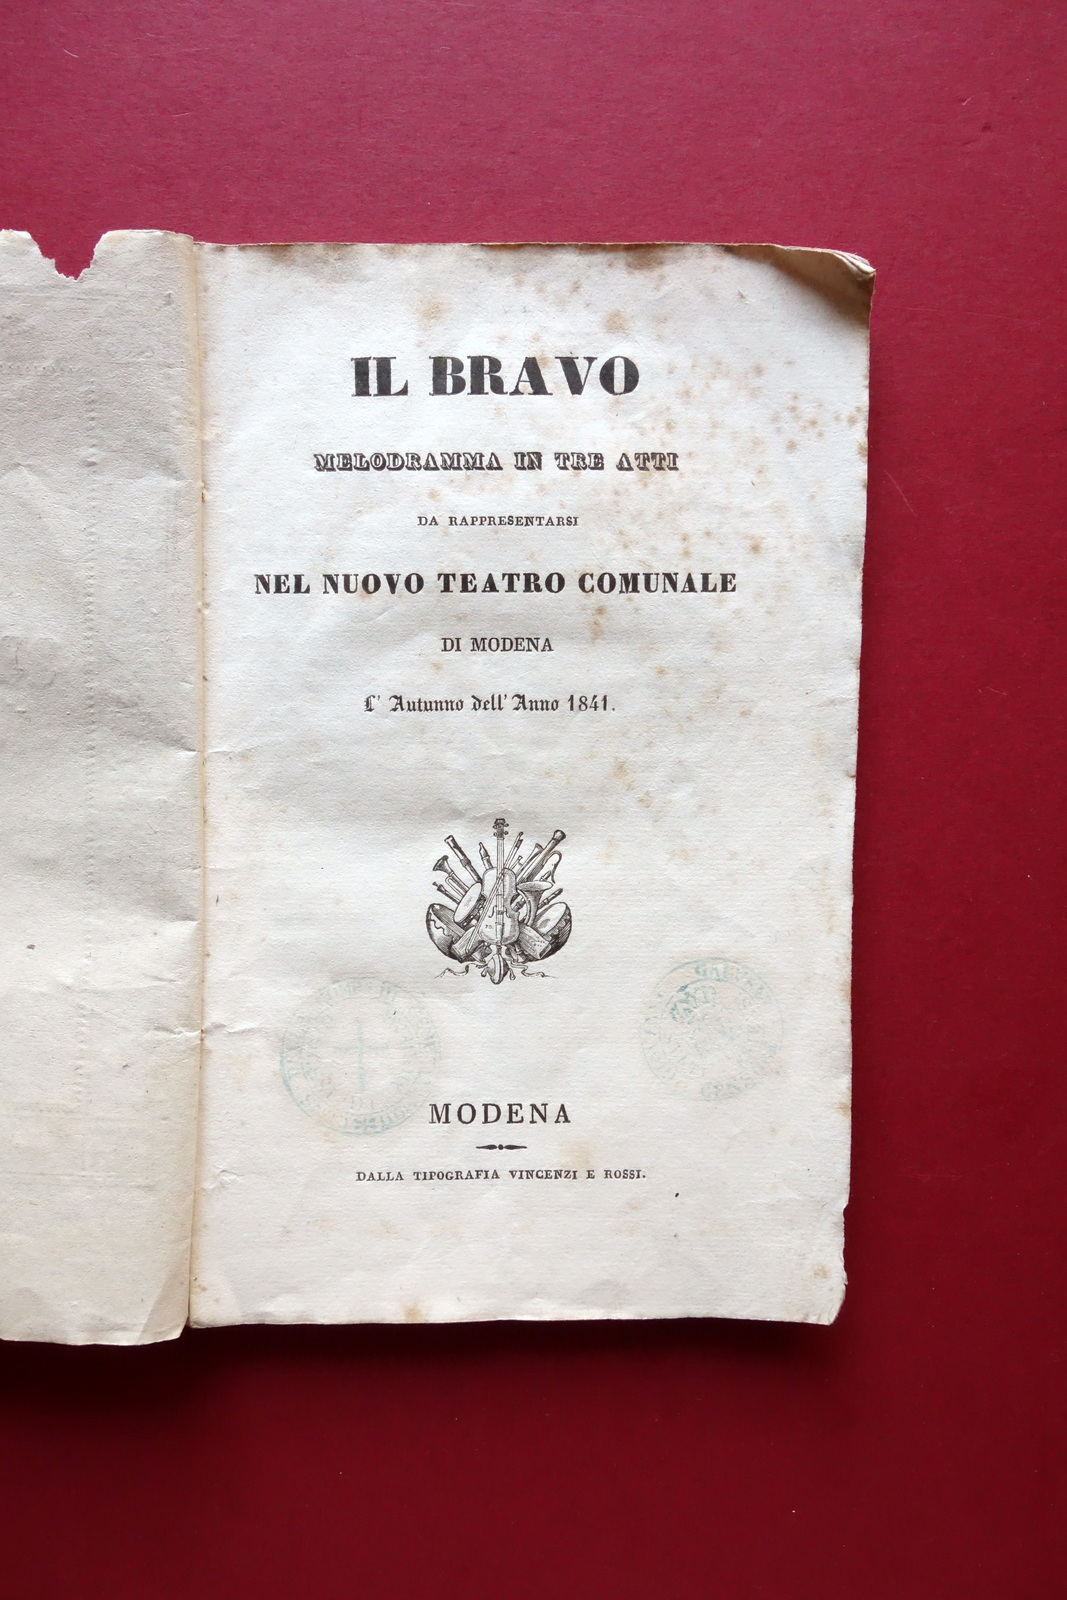 IL BRAVO
MELODRAMMA IN TRE ATTI
DA RAPPRESENTARSI
NEL NUOVO TEATRO COMUNALE
DI MODENA
L' Autunno dell' Anno 1841.
MODENA
DALLA TIPOGRAFIA VINCENZI E ROSSI.